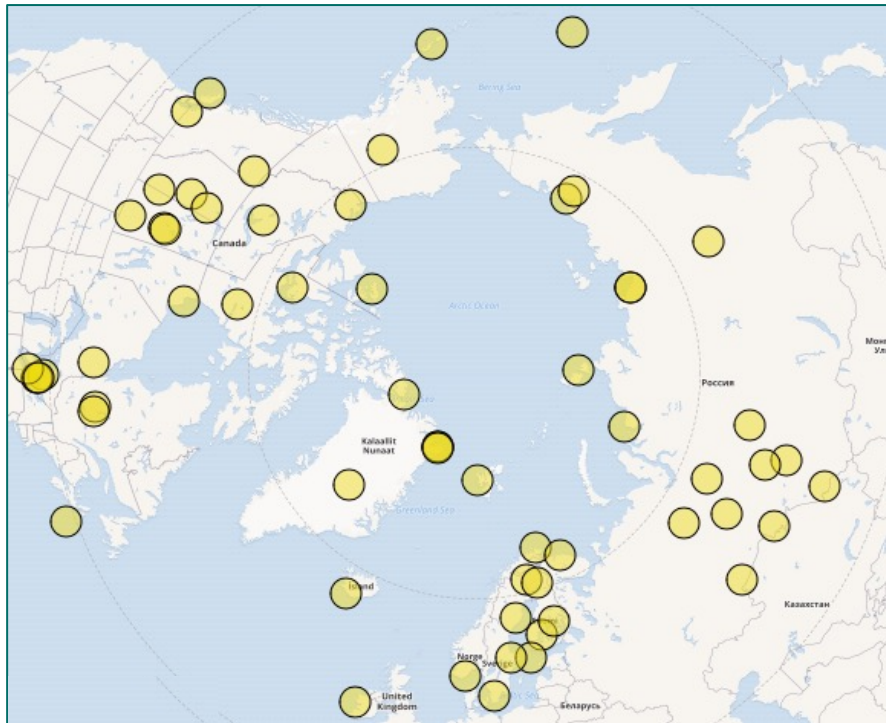 Bering Sea
Canada
Arctic Ocean
Россия
Kalaallit
Nunaat
Greenland Sea
Ísland
Norge
Sverige
United
Kingdom
Беларусь
Казахстан